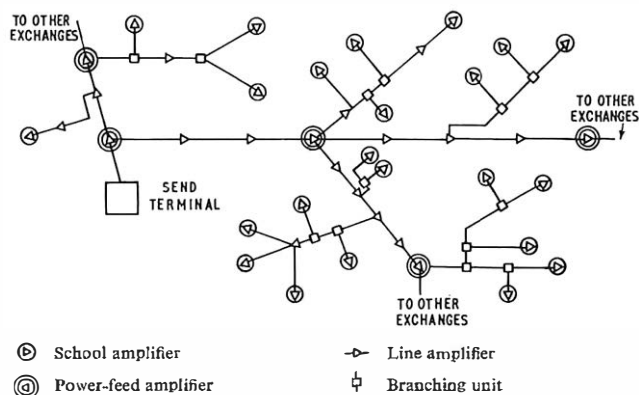 TO OTHER
EXCHANGES
TO OTHER
EXCHANGES
SEND
TERMINAL
TO OTHER
EXCHANGES
School amplifier
Line amplifier
Power-feed amplifier
Branching unit